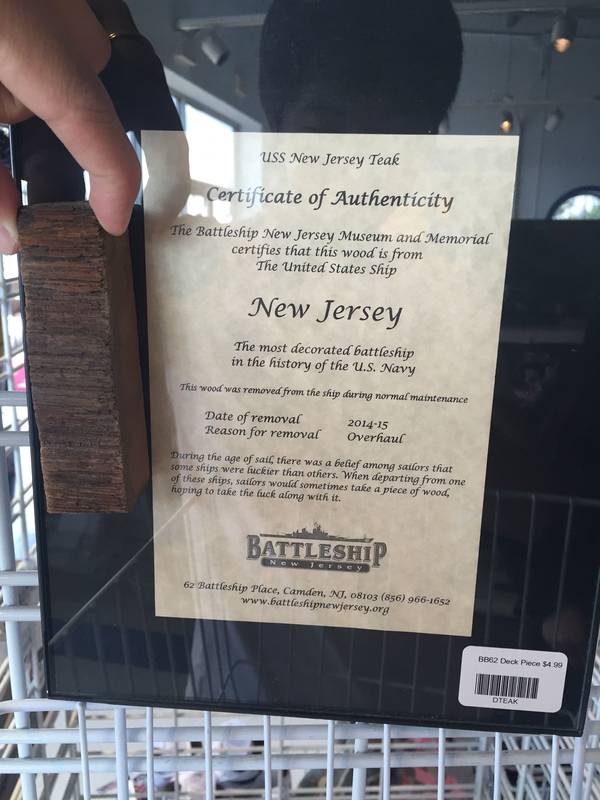 USS New Jersey Teak
Certificate of Authenticity
The Battleship New Jersey Museum and Memorial
certifies that this wood is from
The United States Ship
New Jersey
The most decorated battleship
in the history of the U.S. Navy
This wood was removed from the ship during normal maintenance
Date of removal 2014-15
Reason for removal Overhaul
During the age of sail, there was a belief among sailors that
some ships were luckier than others. When departing from one
of these ships, sailors would sometimes take a piece of wood,
hoping to take the luck along with it.
BATTLESHIP
New Jersey
62 Battleship Place, Camden, NJ, 08103 (856) 966-1652
www.battleshipnewjersey.org
BB62 Deck Piece $4.99
DTEAK